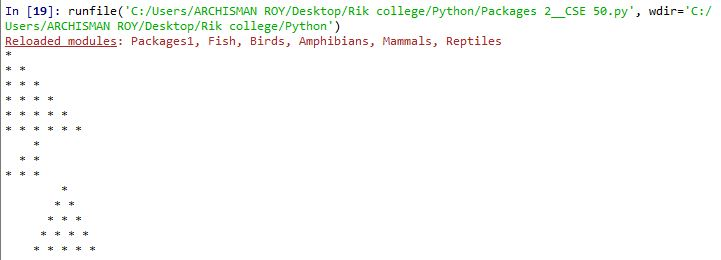 In [19]: runfile('C:/Users/ARCHISMAN ROY/Desktop/Rik college/Python/Packages 2__CSE 50.py', wdir='C:/
Users/ARCHISMAN ROY/Desktop/Rik college/Python')
Reloaded modules: Packages1, Fish, Birds, Amphibians, Mammals, Reptiles
*
* *
* * *
* * * *
* * * * *
* * * * * *
    *
  * *
* * *
        *
       * *
      * * *
     * * * *
    * * * * *